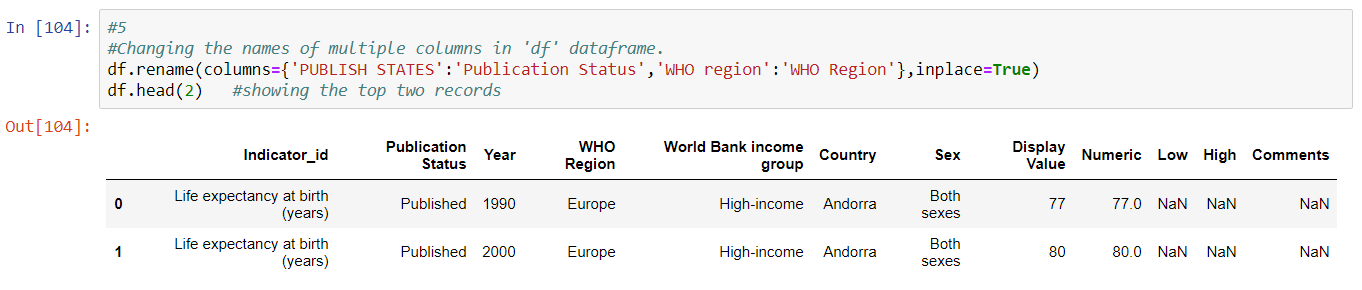 In [104]: #5
#Changing the names of multiple columns in 'df' dataframe.
df.rename(columns={'PUBLISH STATES':'Publication Status','WHO region':'WHO Region'},inplace=True)
df.head(2)   #showing the top two records
Out[104]:
Indicator_id Publication Status Year WHO Region World Bank income group Country Sex Display Value Numeric Low High Comments
0 Life expectancy at birth (years) Published 1990 Europe High-income Andorra Both sexes 77 77.0 NaN NaN NaN
1 Life expectancy at birth (years) Published 2000 Europe High-income Andorra Both sexes 80 80.0 NaN NaN NaN